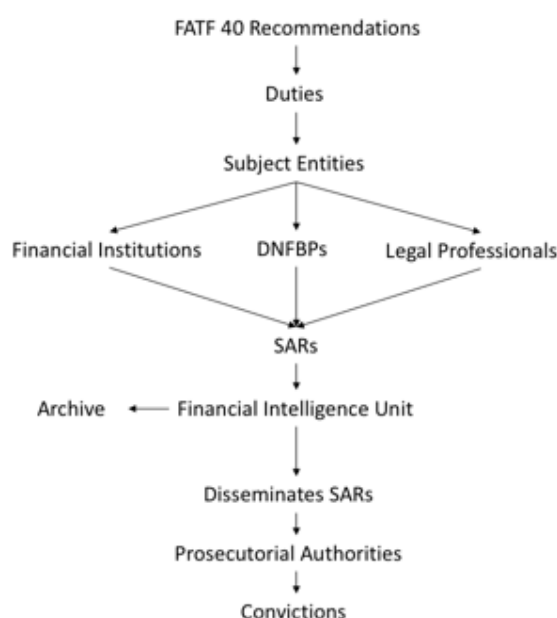 FATF 40 Recommendations
Duties
Subject Entities
Financial Institutions
DNFBPs
Legal Professionals
SARs
Archive
Financial Intelligence Unit
Disseminates SARs
Prosecutorial Authorities
Convictions